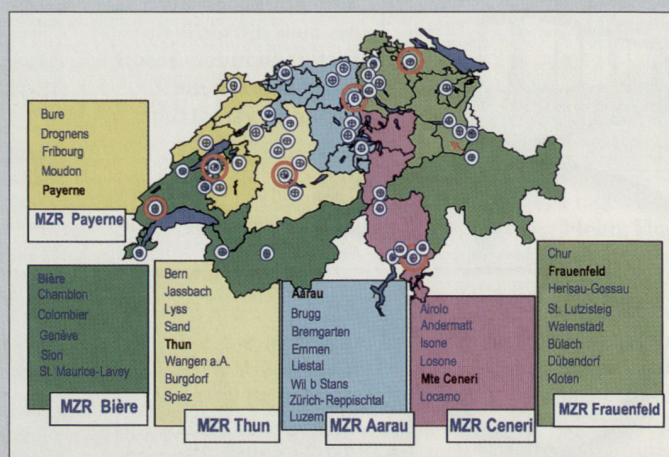 Bure
Drognens
Fribourg
Moudon
Payerne
MZR Payerne
Bière
Chamblon
Colombier
Genève
Sion
St. Maurice-Lavey
MZR Bière
Bern
Jassbach
Lyss
Sand
Thun
Wangen a.A.
Burgdorf
Spiez
MZR Thun
Aarau
Brugg
Bremgarten
Emmen
Liestal
Wil b Stans
Zürich-Reppischtal
Luzern
MZR Aarau
Airolo
Andermatt
Isone
Losone
Mte Ceneri
Locarno
MZR Ceneri
Chur
Frauenfeld
Herisau-Gossau
St. Lutzisteig
Walenstadt
Bülach
Dübendorf
Kloten
MZR Frauenfeld